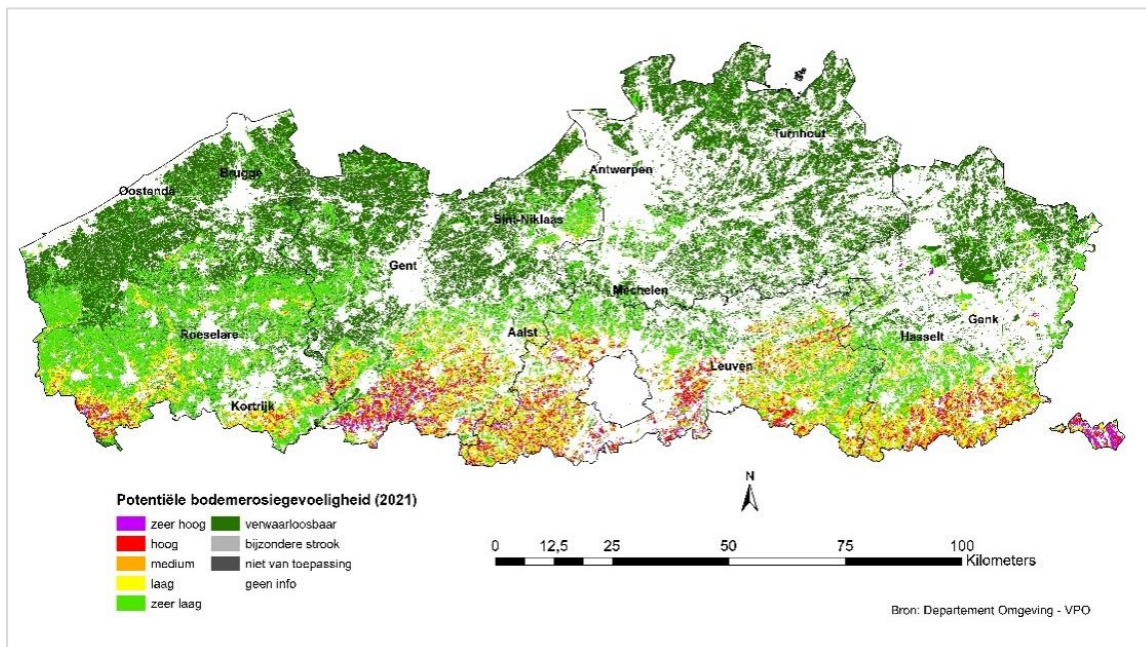 Turnhout
Antwerpen
Brugge
Oostende
Sint-Niklaas
Gent
Mechelen
Roeselare
Aalst
Genk
Hasselt
Leuven
Kortrijk
N
Potentiële bodemerosiegevoeligheid (2021)
zeer hoog verwaarloosbaar
hoog bijzondere strook
medium niet van toepassing
laag geen info
zeer laag
0 12,5 25 50 75 100
Kilometers
Bron: Departement Omgeving - VPO